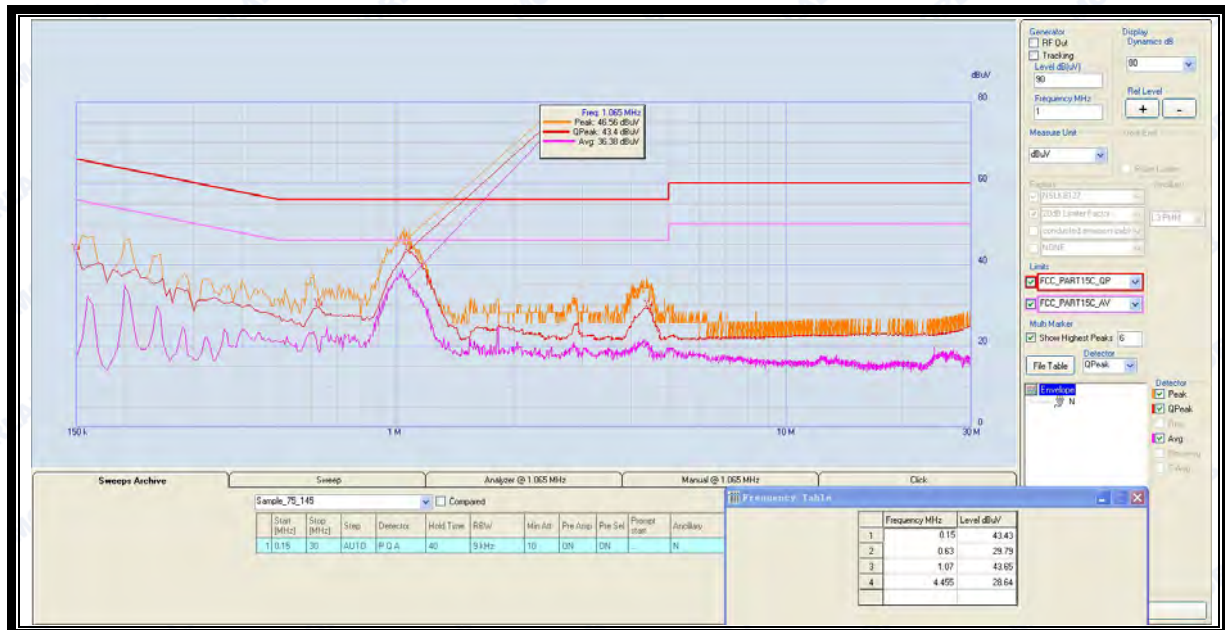 Generator
RF Out
Tracking
Level dB(uV)
90
Frequency MHz
1
Display
Dynamics dB
80
Ref Level
+ -
Measure Unit
dBuV
20dB Limiter Factor
NONE
Limits
FCC_PART15C_QP
FCC_PART15C_AV
Multi Marker
Show Highest Peaks 6
File Table
Detector
QPeak
Envelope
N
Detector
Peak
QPeak
Avg
dBuV
80
60
40
20
0
Freq: 1.065 MHz
Peak: 46.56 dBuV
QPeak: 43.4 dBuV
Avg: 36.38 dBuV
150 k 1 M 10 M 30 M
Sweeps Archive Sweep Analyzer @ 1.065 MHz Manual @ 1.065 MHz Click
Sample_75_145 Compared
Start [MHz] Stop [MHz] Step Detector Hold Time RBW Min Att Pre Amp Pre Sel Prompt start Ancillary
1 0.15 30 AUTO P Q A 40 9 kHz 10 ON ON ... N
Frequency Table
Frequency MHz Level dBuV
1 0.15 43.43
2 0.63 29.79
3 1.07 43.65
4 4.455 28.64